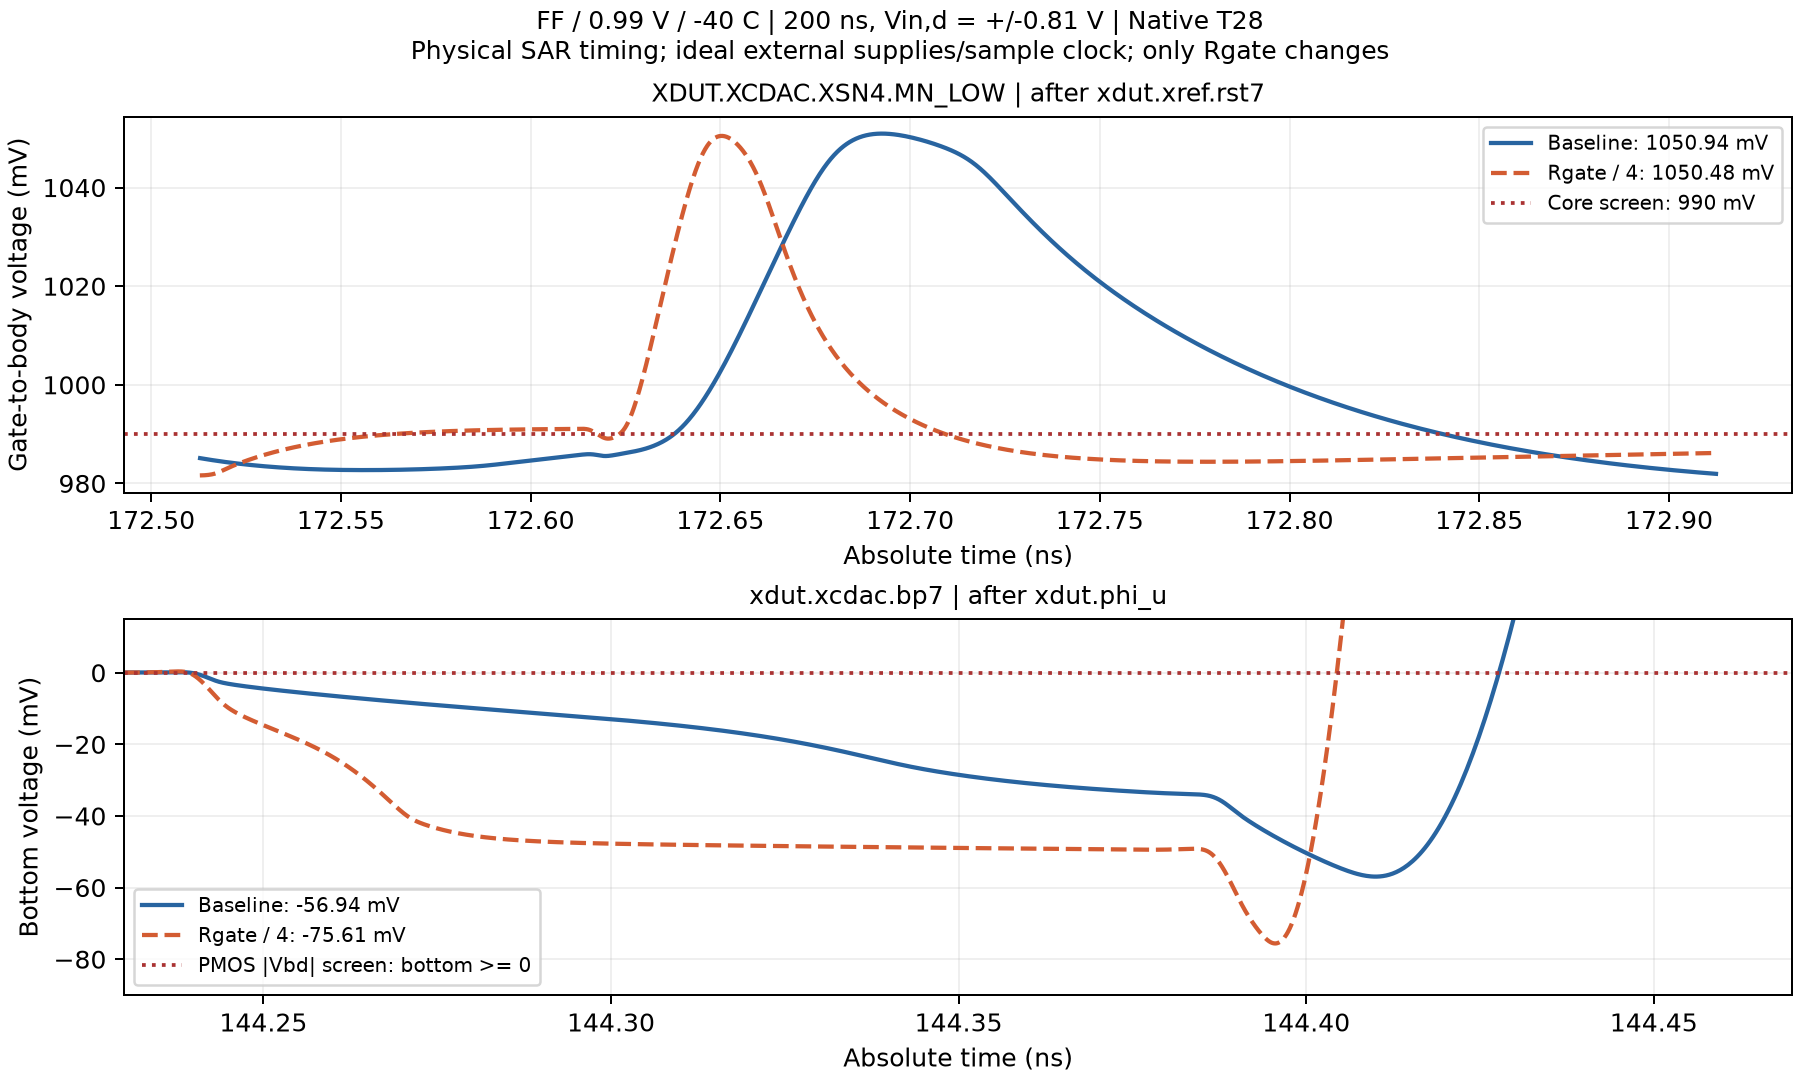 FF / 0.99 V / -40 C | 200 ns, Vin,d = +/-0.81 V | Native T28
Physical SAR timing; ideal external supplies/sample clock; only Rgate changes
XDUT.XCDAC.XSN4.MN_LOW | after xdut.xref.rst7
Gate-to-body voltage (mV)
1040
1020
1000
980
Baseline: 1050.94 mV
Rgate / 4: 1050.48 mV
Core screen: 990 mV
172.50 172.55 172.60 172.65 172.70 172.75 172.80 172.85 172.90
Absolute time (ns)
xdut.xcdac.bp7 | after xdut.phi_u
Bottom voltage (mV)
0
−20
−40
−60
−80
Baseline: -56.94 mV
Rgate / 4: -75.61 mV
PMOS |Vbd| screen: bottom >= 0
144.25 144.30 144.35 144.40 144.45
Absolute time (ns)